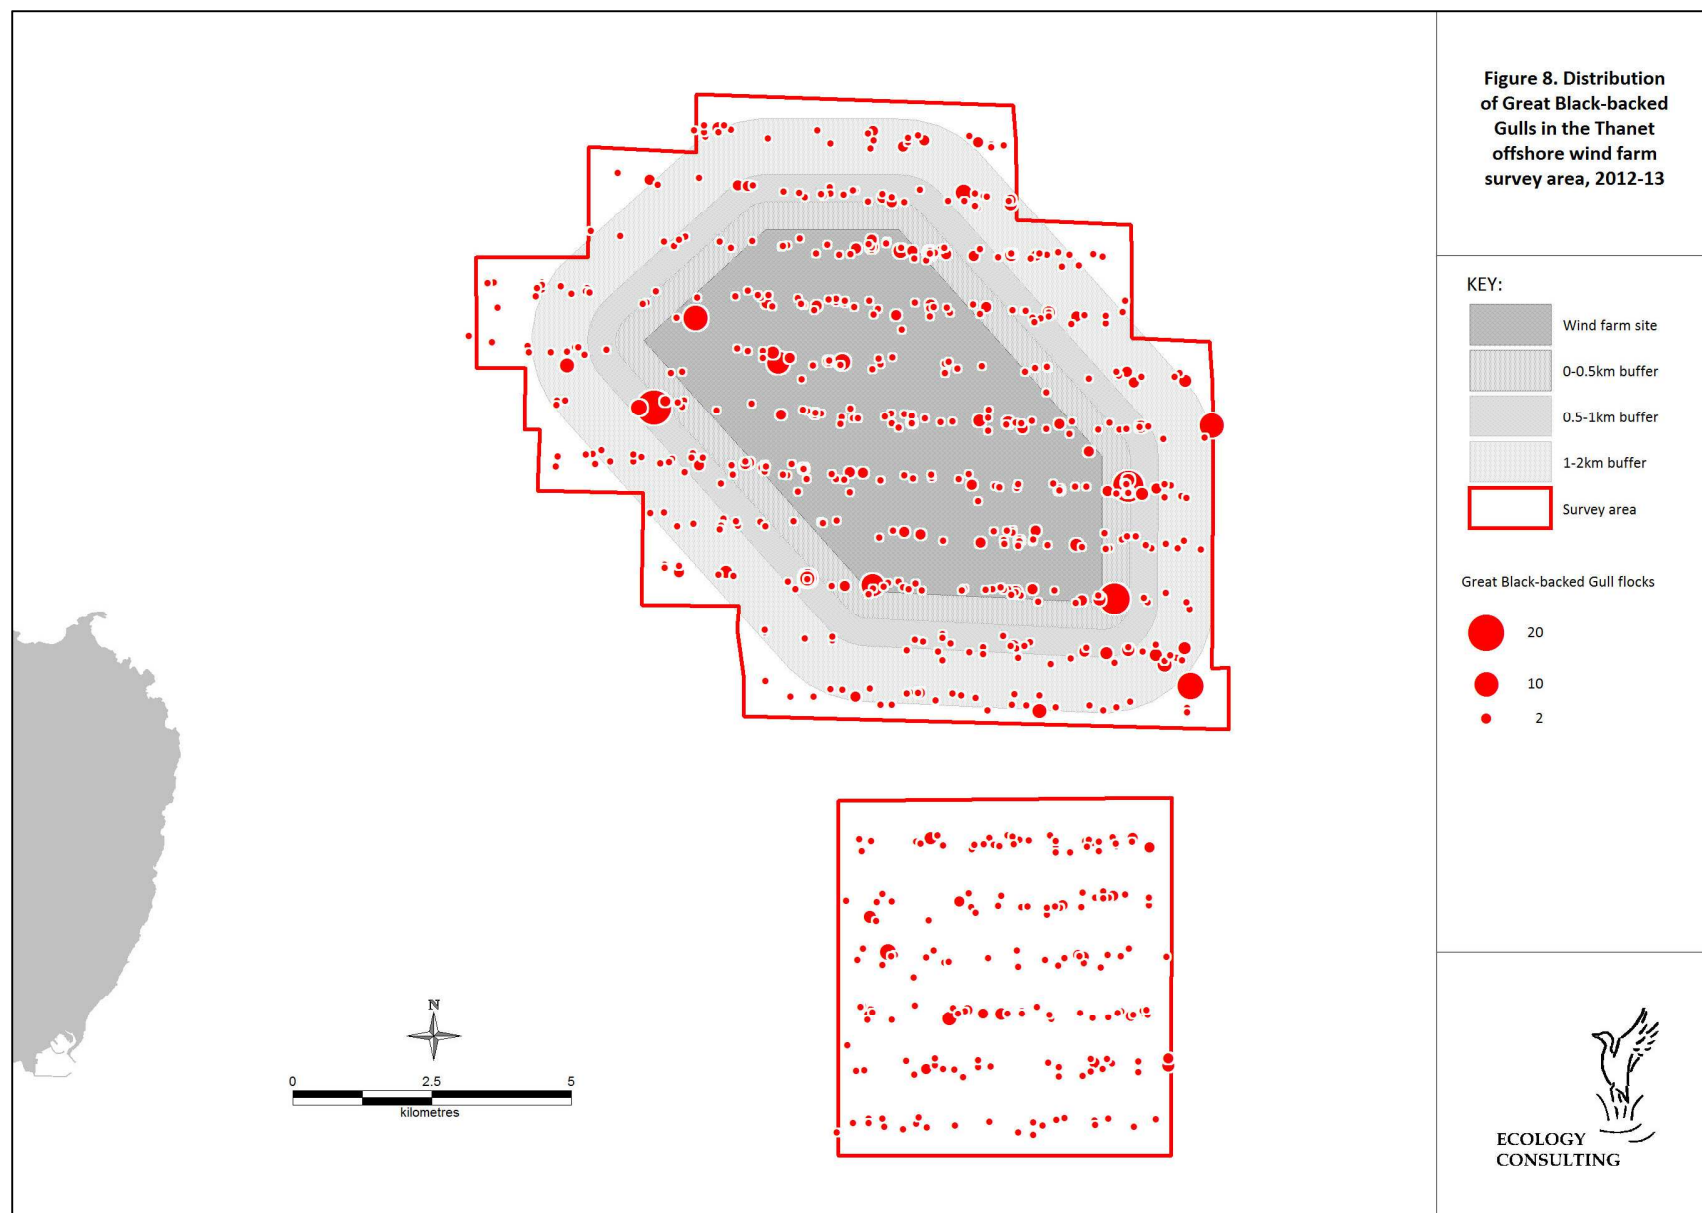 Figure 8. Distribution
of Great Black-backed
Gulls in the Thanet
offshore wind farm
survey area, 2012-13
KEY:
Wind farm site
0-0.5km buffer
0.5-1km buffer
1-2km buffer
Survey area
Great Black-backed Gull flocks
20
10
2
N
0 2.5 5
kilometres
ECOLOGY
CONSULTING